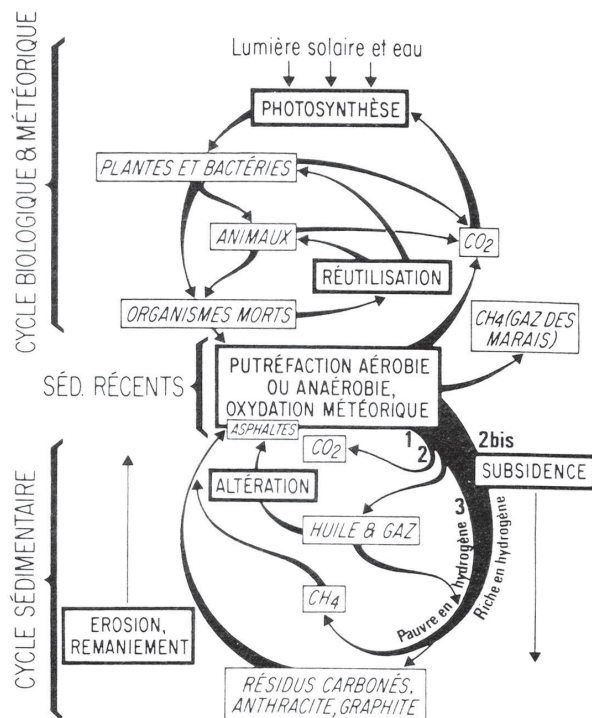 CYCLE BIOLOGIQUE & MÉTÉORIQUE
Lumière solaire et eau
PHOTOSYNTHÈSE
PLANTES ET BACTÉRIES
ANIMAUX
CO2
RÉUTILISATION
ORGANISMES MORTS
CH4 (GAZ DES
MARAIS)
SÉD. RÉCENTS
PUTRÉFACTION AÉROBIE
OU ANAÉROBIE,
OXYDATION MÉTÉORIQUE
ASPHALTES
CO2
1
2
2bis
SUBSIDENCE
CYCLE SÉDIMENTAIRE
ALTÉRATION
HUILE & GAZ
3
Pauvre en hydrogène
Riche en hydrogène
CH4
EROSION,
REMANIEMENT
RÉSIDUS CARBONÉS,
ANTHRACITE, GRAPHITE